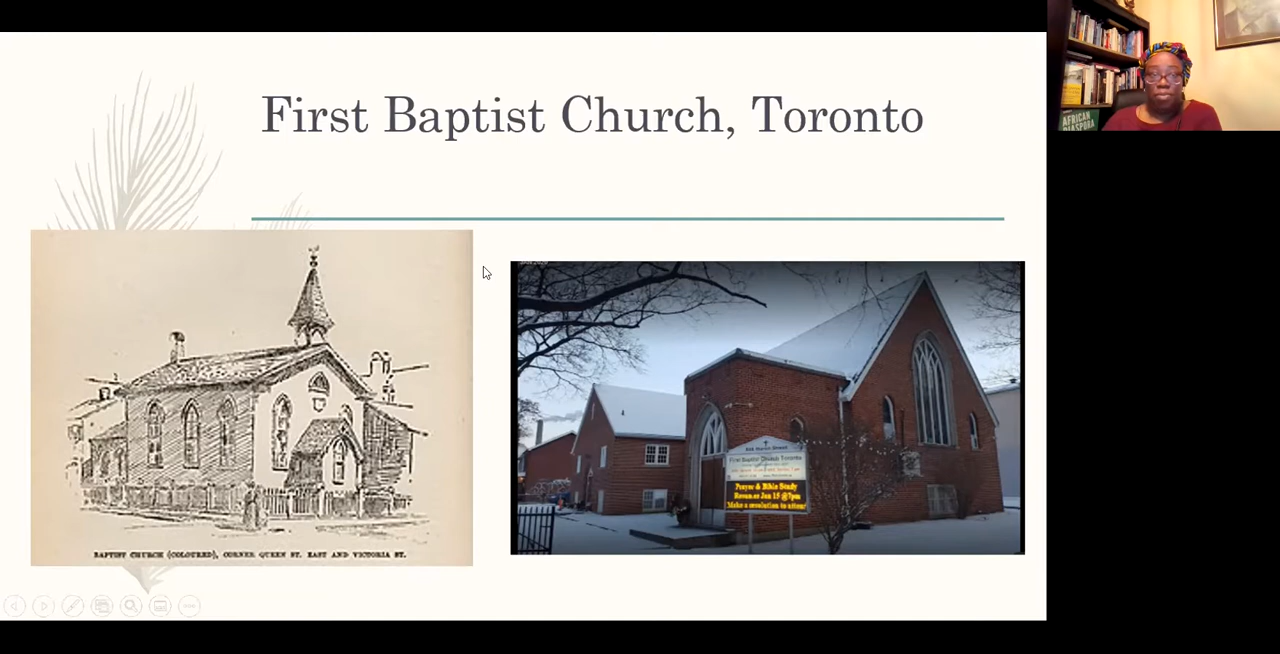 First Baptist Church, Toronto
BAPTIST CHURCH (COLOURED), CORNER QUEEN ST. EAST AND VICTORIA ST.
First Baptist Church Toronto
Prayer & Bible Study
Resumes Jan 15 @7pm
Make a resolution to attend
AFRICAN
DIASPORA